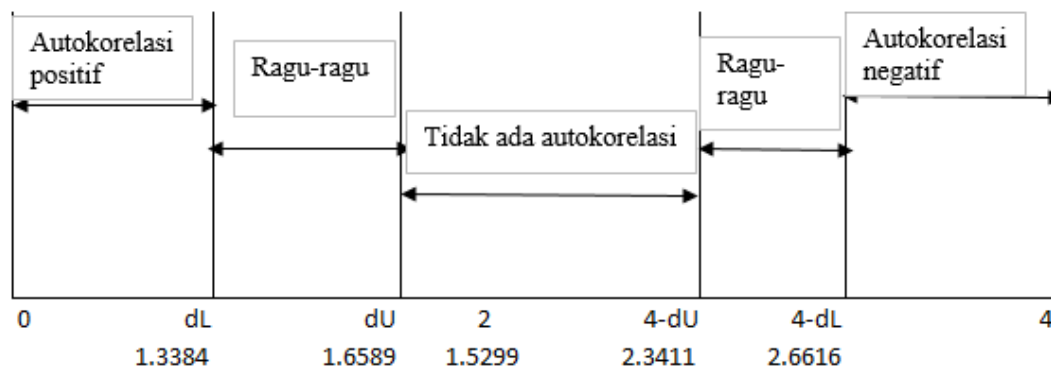 Autokorelasi
positif
Ragu-ragu
Tidak ada autokorelasi
Ragu-
ragu
Autokorelasi
negatif
0 dL dU 2 4-dU 4-dL 4
1.3384 1.6589 1.5299 2.3411 2.6616